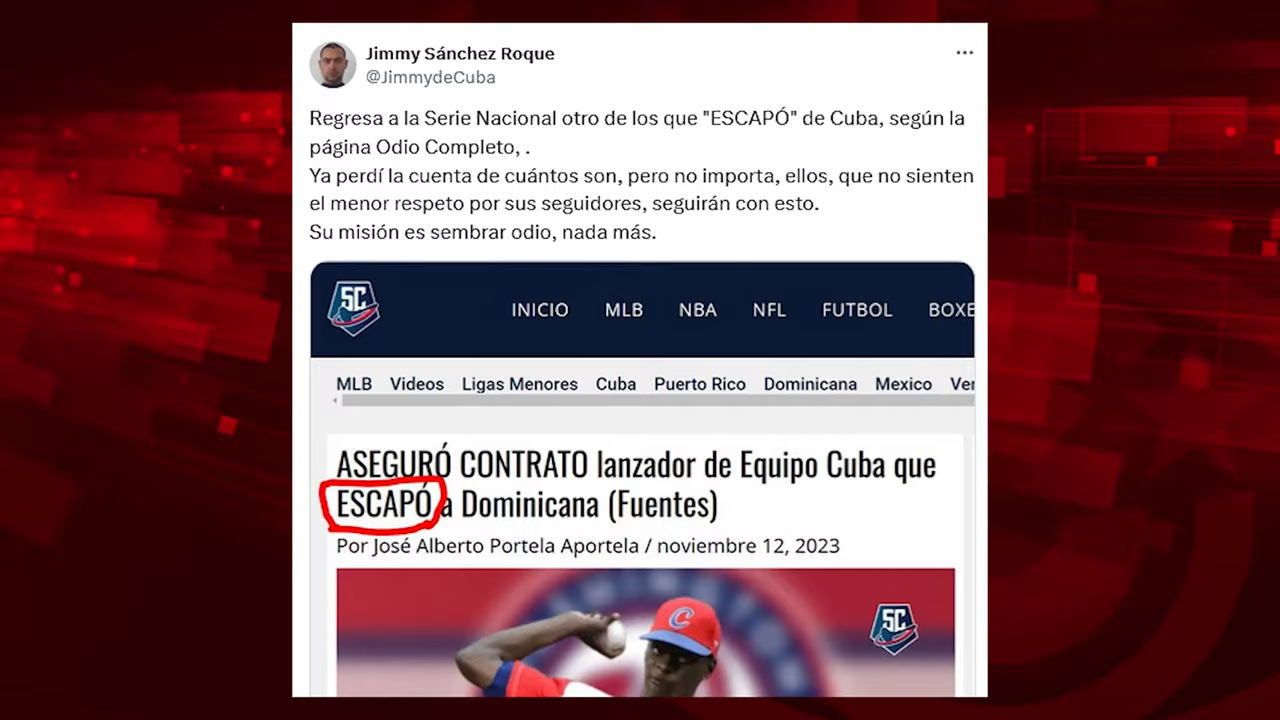 Jimmy Sánchez Roque
@JimmydeCuba
Regresa a la Serie Nacional otro de los que "ESCAPÓ" de Cuba, según la
página Odio Completo, .
Ya perdí la cuenta de cuántos son, pero no importa, ellos, que no sienten
el menor respeto por sus seguidores, seguirán con esto.
Su misión es sembrar odio, nada más.
SC
INICIO MLB NBA NFL FUTBOL BOXE
MLB Videos Ligas Menores Cuba Puerto Rico Dominicana Mexico Ver
ASEGURÓ CONTRATO lanzador de Equipo Cuba que
ESCAPÓ a Dominicana (Fuentes)
Por José Alberto Portela Aportela / noviembre 12, 2023
C
SC